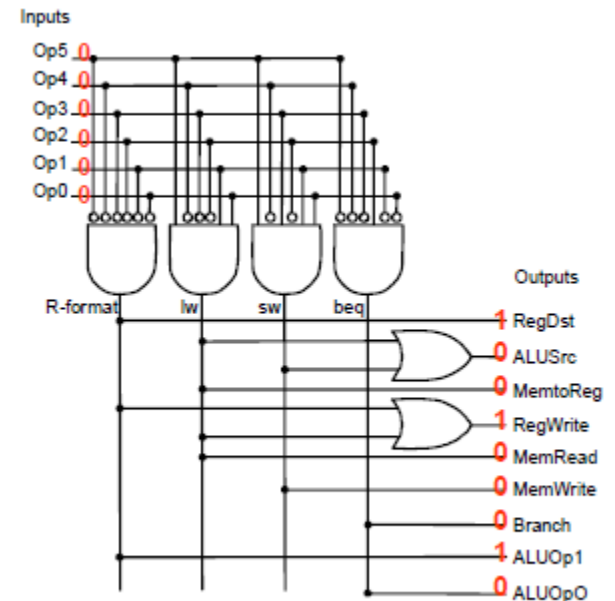 Inputs
Op5 0
Op4 0
Op3 0
Op2 0
Op1 0
Op0 0
R-format lw sw beq
Outputs
1 RegDst
0 ALUSrc
0 MemtoReg
1 RegWrite
0 MemRead
0 MemWrite
0 Branch
1 ALUOp1
0 ALUOpO